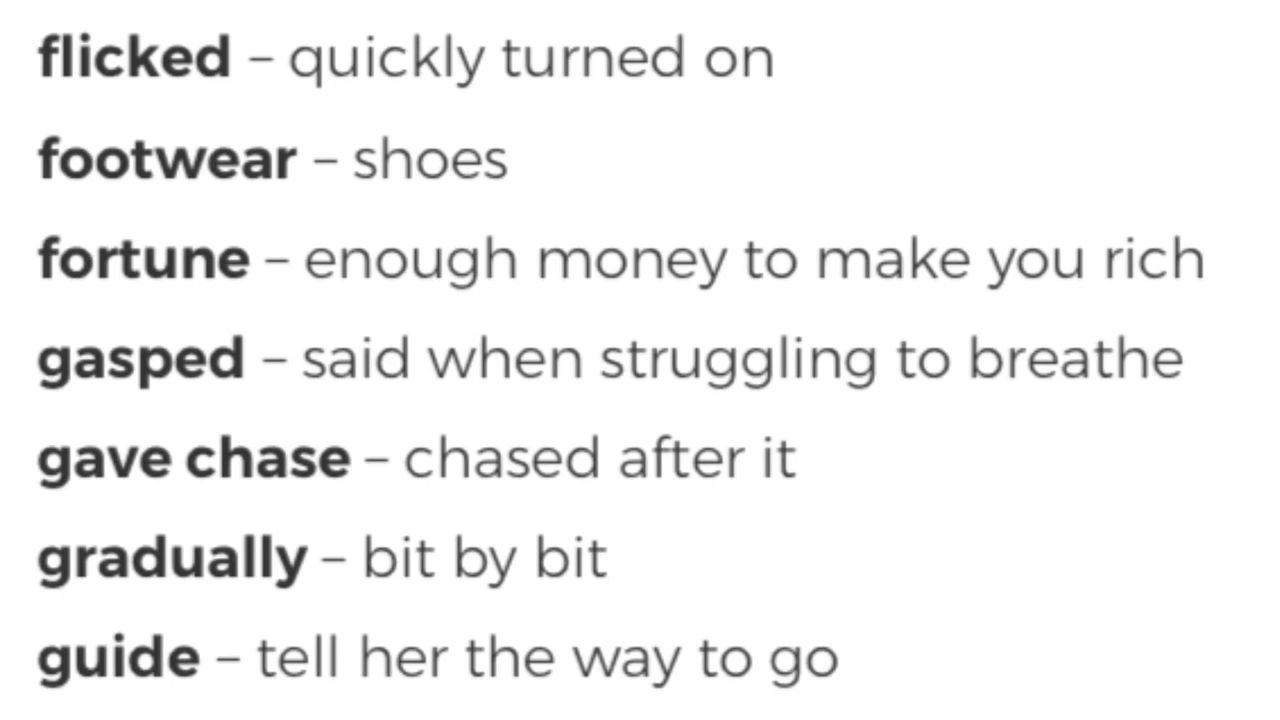 flicked – quickly turned on
footwear – shoes
fortune – enough money to make you rich
gasped – said when struggling to breathe
gave chase – chased after it
gradually – bit by bit
guide – tell her the way to go